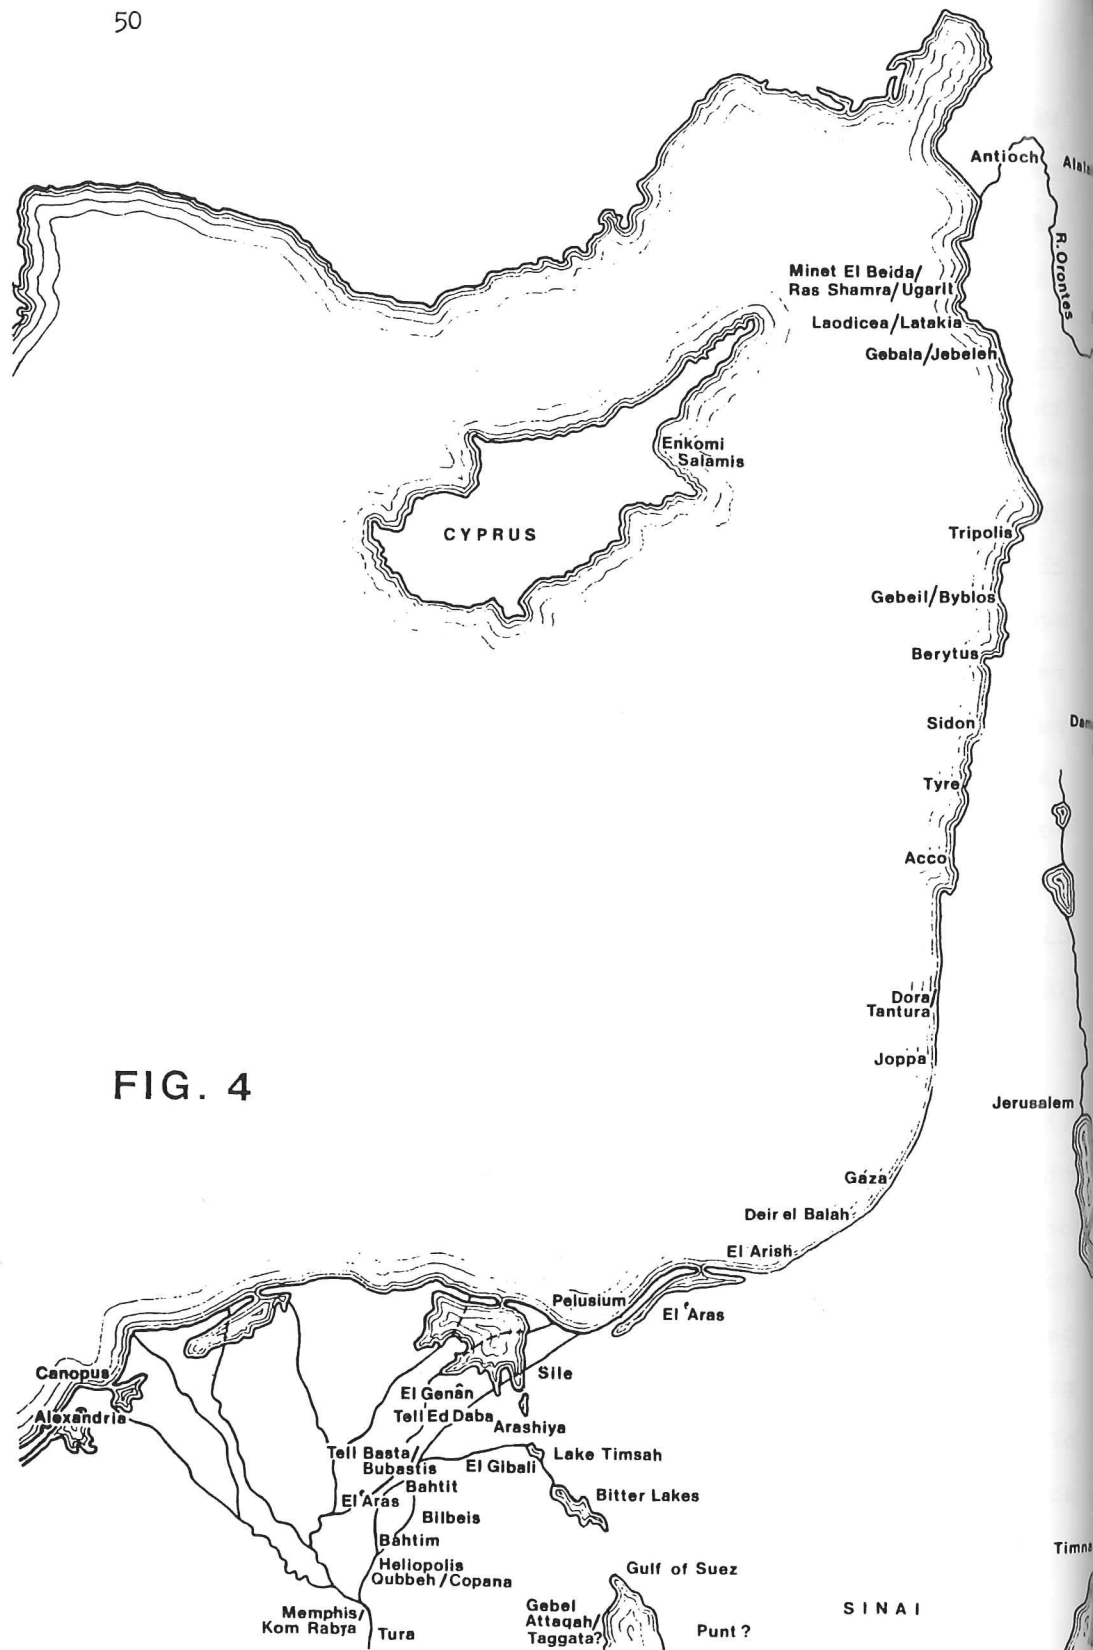 50
Antioch
R. Orontes
Minet El Beida/
Ras Shamra/Ugarit
Laodicea/Latakia
Gebala/Jebeleh
Enkomi
Salamis
CYPRUS
Tripolis
Gebeil/Byblos
Berytus
Sidon
Tyre
Acco
Dora/
Tantura
Joppa
FIG. 4
Jerusalem
Gaza
Deir el Balah
El Arish
Pelusium
El 'Aras
Canopus
Sile
El Genân
Alexandria
Tell Ed Daba
Arashiya
Tell Basta/
Bubastis
El Gibali
Lake Timsah
Bahtit
El 'Aras
Bitter Lakes
Bilbeis
Bahtim
Heliopolis
Qubbeh/Copana
Gulf of Suez
Memphis/
Kom Rabya
Tura
Gebel
Attaqah/
Taggata?
Punt?
SINAI